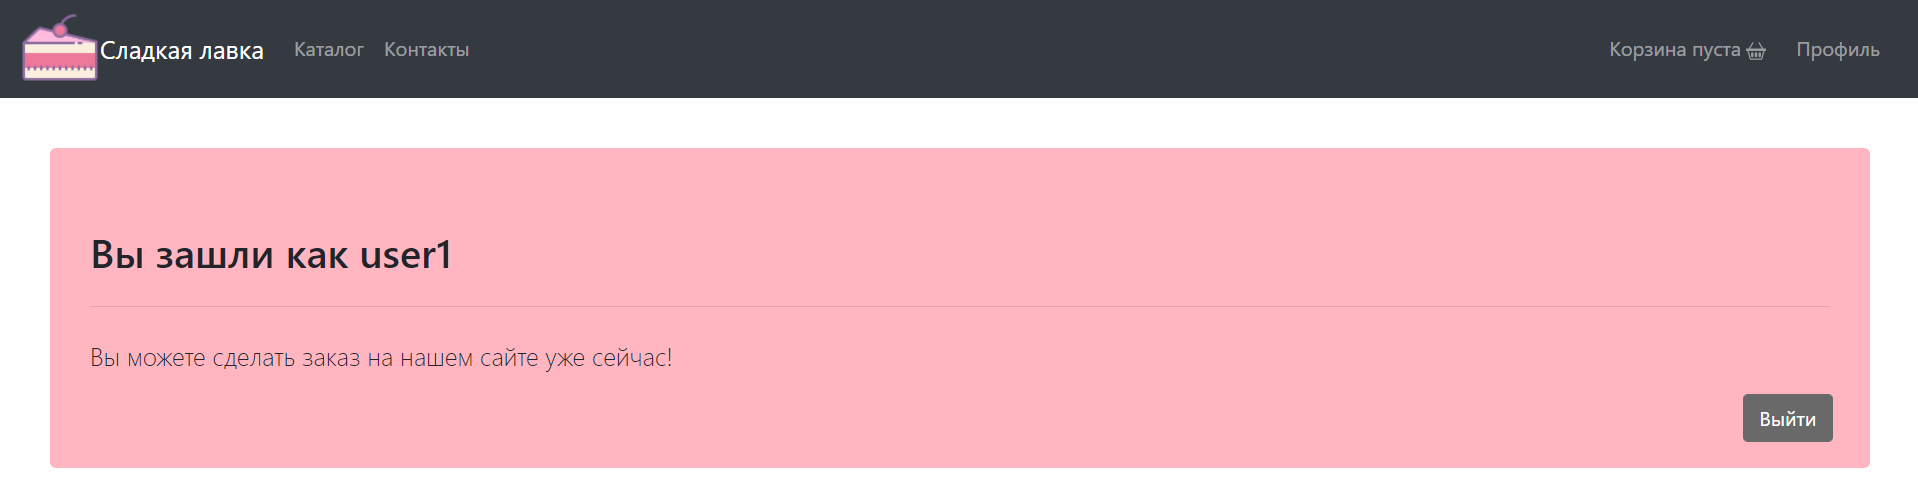 Сладкая лавка Каталог Контакты Корзина пуста Профиль
Вы зашли как user1
Вы можете сделать заказ на нашем сайте уже сейчас!
Выйти